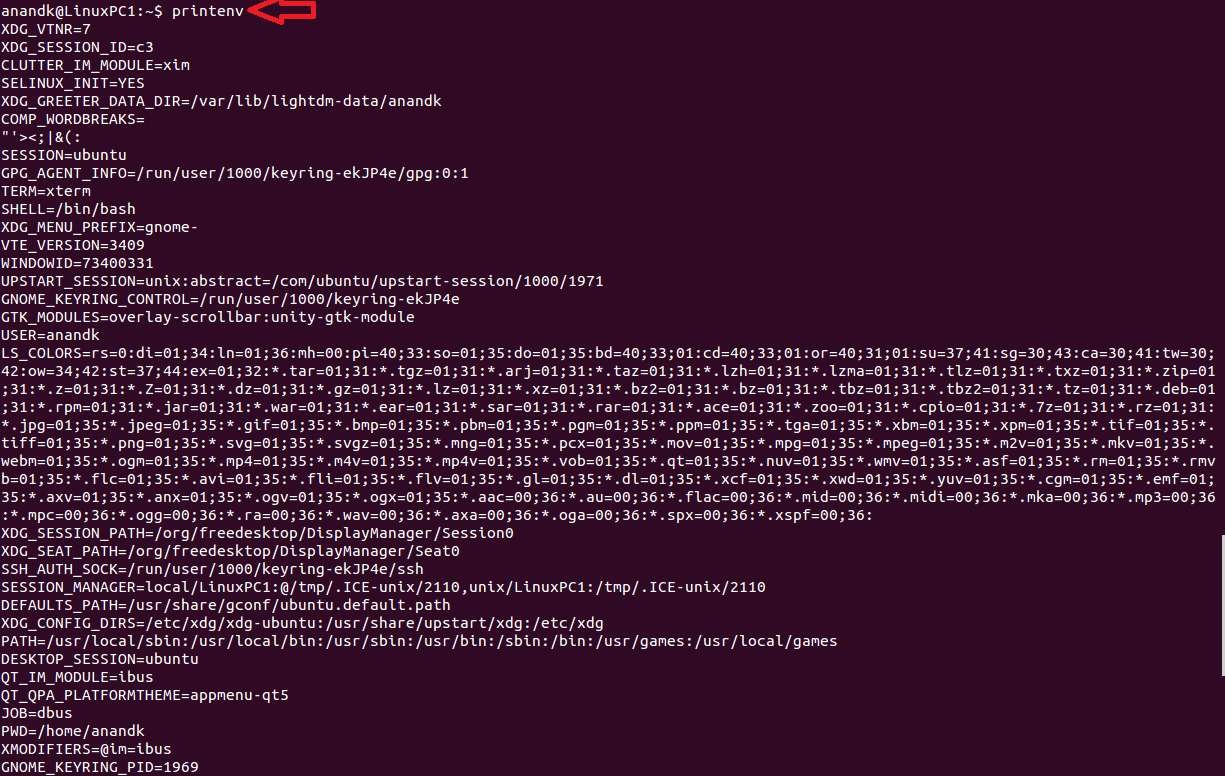 anandk@LinuxPC1:~$ printenv
XDG_VTNR=7
XDG_SESSION_ID=c3
CLUTTER_IM_MODULE=xim
SELINUX_INIT=YES
XDG_GREETER_DATA_DIR=/var/lib/lightdm-data/anandk
COMP_WORDBREAKS=
"'><;|&(:
SESSION=ubuntu
GPG_AGENT_INFO=/run/user/1000/keyring-ekJP4e/gpg:0:1
TERM=xterm
SHELL=/bin/bash
XDG_MENU_PREFIX=gnome-
VTE_VERSION=3409
WINDOWID=73400331
UPSTART_SESSION=unix:abstract=/com/ubuntu/upstart-session/1000/1971
GNOME_KEYRING_CONTROL=/run/user/1000/keyring-ekJP4e
GTK_MODULES=overlay-scrollbar:unity-gtk-module
USER=anandk
LS_COLORS=rs=0:di=01;34:ln=01;36:mh=00:pi=40;33:so=01;35:do=01;35:bd=40;33;01:cd=40;33;01:or=40;31;01:su=37;41:sg=30;43:ca=30;41:tw=30;
42:ow=34;42:st=37;44:ex=01;32:*.tar=01;31:*.tgz=01;31:*.arj=01;31:*.taz=01;31:*.lzh=01;31:*.lzma=01;31:*.tlz=01;31:*.txz=01;31:*.zip=01
;31:*.z=01;31:*.Z=01;31:*.dz=01;31:*.gz=01;31:*.lz=01;31:*.xz=01;31:*.bz2=01;31:*.bz=01;31:*.tbz=01;31:*.tbz2=01;31:*.tz=01;31:*.deb=01
;31:*.rpm=01;31:*.jar=01;31:*.war=01;31:*.ear=01;31:*.sar=01;31:*.rar=01;31:*.ace=01;31:*.zoo=01;31:*.cpio=01;31:*.7z=01;31:*.rz=01;31:
*.jpg=01;35:*.jpeg=01;35:*.gif=01;35:*.bmp=01;35:*.pbm=01;35:*.pgm=01;35:*.ppm=01;35:*.tga=01;35:*.xbm=01;35:*.xpm=01;35:*.tif=01;35:*.
tiff=01;35:*.png=01;35:*.svg=01;35:*.svgz=01;35:*.mng=01;35:*.pcx=01;35:*.mov=01;35:*.mpg=01;35:*.mpeg=01;35:*.m2v=01;35:*.mkv=01;35:*.
webm=01;35:*.ogm=01;35:*.mp4=01;35:*.m4v=01;35:*.mp4v=01;35:*.vob=01;35:*.qt=01;35:*.nuv=01;35:*.wmv=01;35:*.asf=01;35:*.rm=01;35:*.rmv
b=01;35:*.flc=01;35:*.avi=01;35:*.fli=01;35:*.flv=01;35:*.gl=01;35:*.dl=01;35:*.xcf=01;35:*.xwd=01;35:*.yuv=01;35:*.cgm=01;35:*.emf=01;
35:*.axv=01;35:*.anx=01;35:*.ogv=01;35:*.ogx=01;35:*.aac=00;36:*.au=00;36:*.flac=00;36:*.mid=00;36:*.midi=00;36:*.mka=00;36:*.mp3=00;36
:*.mpc=00;36:*.ogg=00;36:*.ra=00;36:*.wav=00;36:*.axa=00;36:*.oga=00;36:*.spx=00;36:*.xspf=00;36:
XDG_SESSION_PATH=/org/freedesktop/DisplayManager/Session0
XDG_SEAT_PATH=/org/freedesktop/DisplayManager/Seat0
SSH_AUTH_SOCK=/run/user/1000/keyring-ekJP4e/ssh
SESSION_MANAGER=local/LinuxPC1:@/tmp/.ICE-unix/2110,unix/LinuxPC1:/tmp/.ICE-unix/2110
DEFAULTS_PATH=/usr/share/gconf/ubuntu.default.path
XDG_CONFIG_DIRS=/etc/xdg/xdg-ubuntu:/usr/share/upstart/xdg:/etc/xdg
PATH=/usr/local/sbin:/usr/local/bin:/usr/sbin:/usr/bin:/sbin:/bin:/usr/games:/usr/local/games
DESKTOP_SESSION=ubuntu
QT_IM_MODULE=ibus
QT_QPA_PLATFORMTHEME=appmenu-qt5
JOB=dbus
PWD=/home/anandk
XMODIFIERS=@im=ibus
GNOME_KEYRING_PID=1969